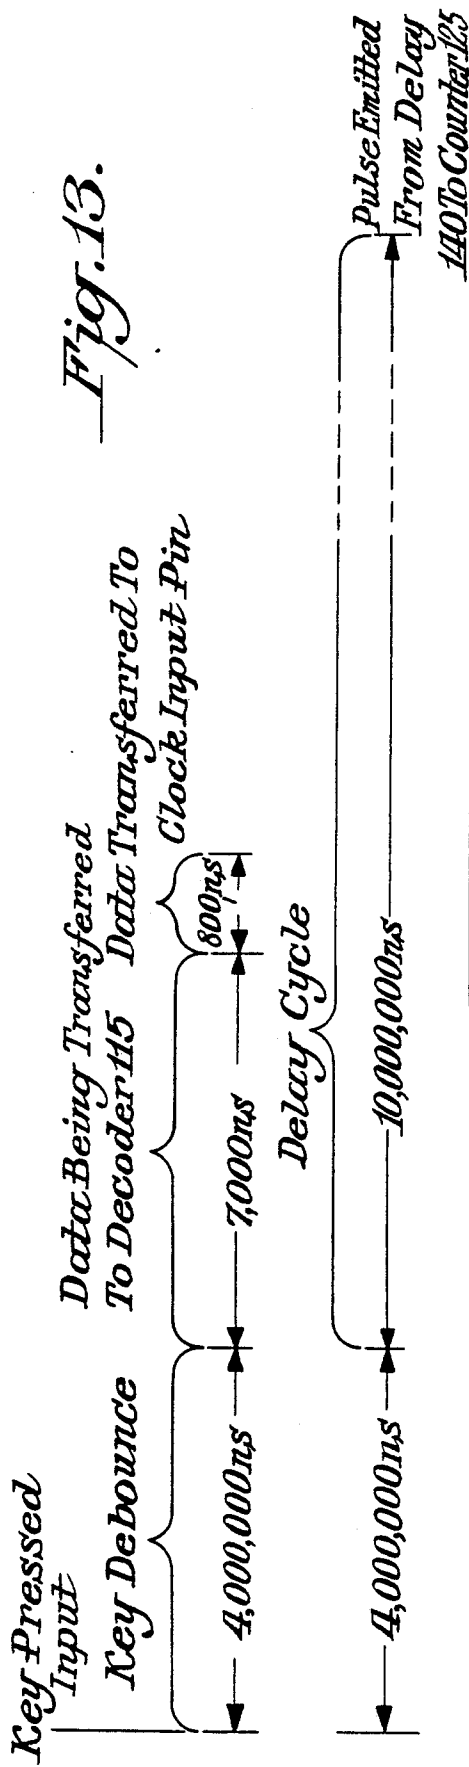 Fig. 13.
Key Pressed
Input
Key Debounce
Data Being Transferred
To Decoder 115
Data Transferred To
Clock Input Pin
4,000,000ns
7,000ns
800ns
Delay Cycle
4,000,000ns
10,000,000ns
Pulse Emitted
From Delay
140 To Counter 125